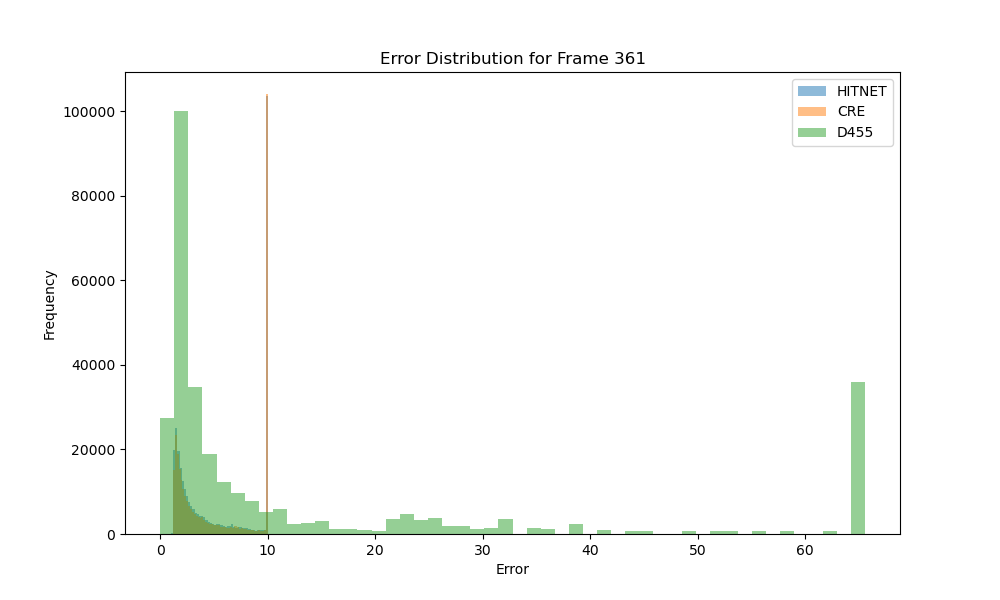 Error Distribution for Frame 361
HITNET
CRE
D455
100000
80000
60000
40000
20000
0
Frequency
0 10 20 30 40 50 60
Error